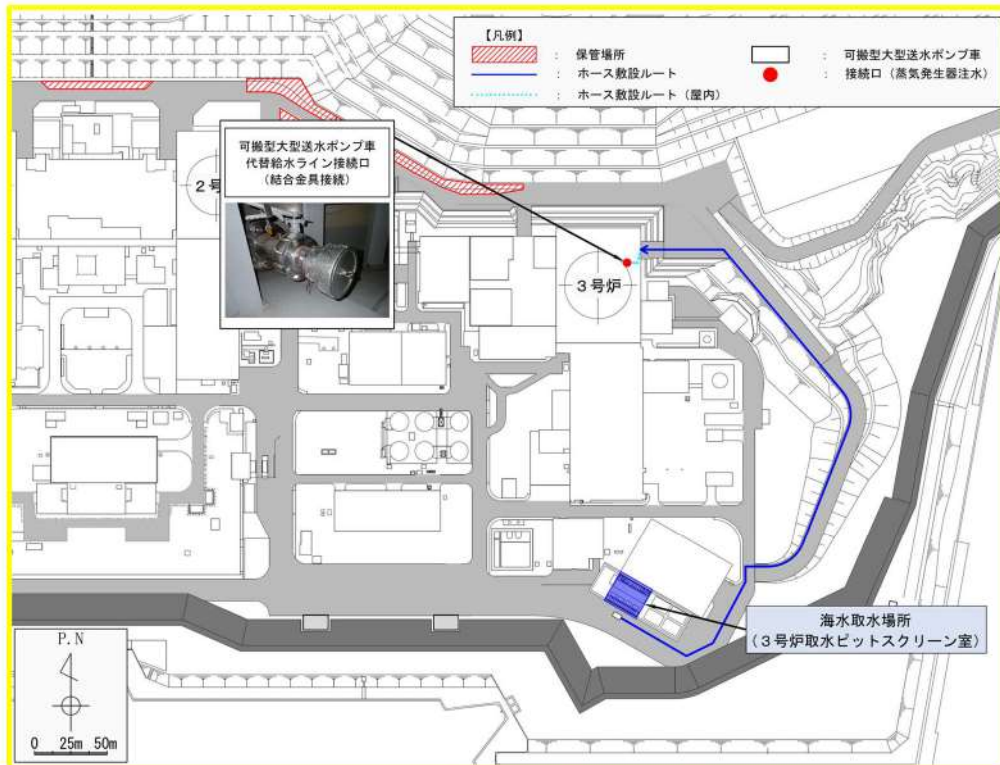 【凡例】
： 保管場所
： ホース敷設ルート
： ホース敷設ルート（屋内）
： 可搬型大型送水ポンプ車
： 接続口（蒸気発生器注水）
可搬型大型送水ポンプ車
代替給水ライン接続口
（結合金具接続）
２号
３号炉
海水取水場所
（３号炉取水ピットスクリーン室）
P.N
0 25m 50m